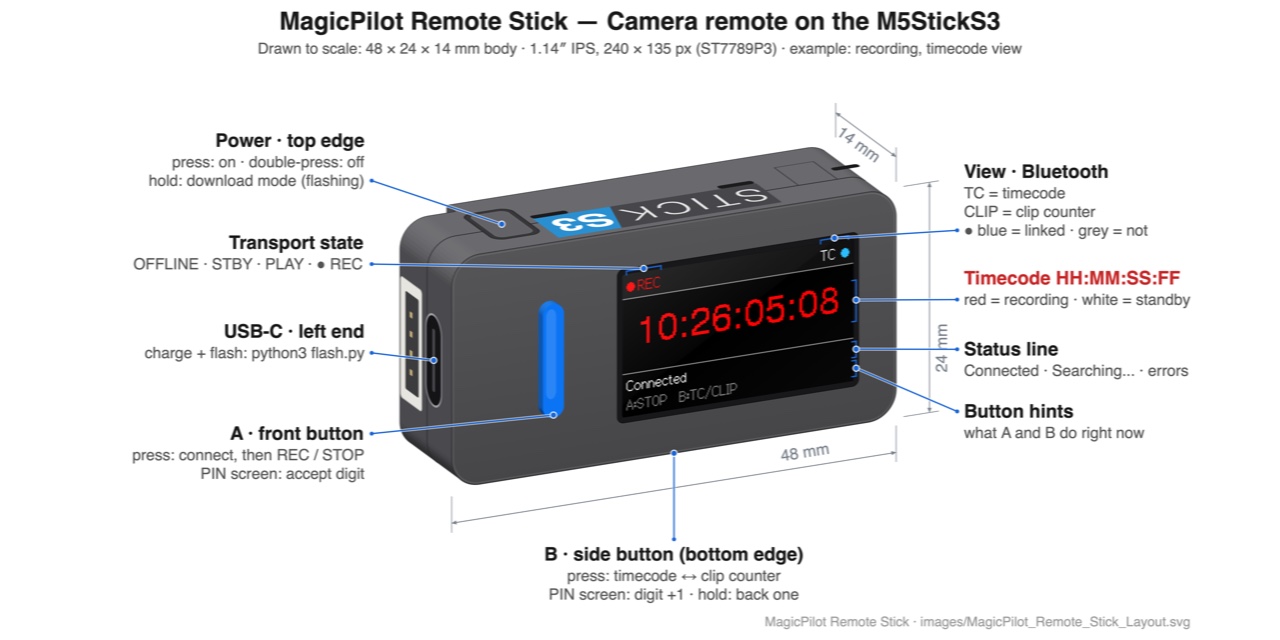 MagicPilot Remote Stick — Camera remote on the M5StickS3
Drawn to scale: 48 × 24 × 14 mm body · 1.14″ IPS, 240 × 135 px (ST7789P3) · example: recording, timecode view
14 mm
Power · top edge
press: on · double-press: off
hold: download mode (flashing)
Transport state
OFFLINE · STBY · PLAY · ● REC
USB-C · left end
charge + flash: python3 flash.py
A · front button
press: connect, then REC / STOP
PIN screen: accept digit
STICK S3
●REC
TC ●
10:26:05:08
Connected
A:STOP B:TC/CLIP
View · Bluetooth
TC = timecode
CLIP = clip counter
● blue = linked · grey = not
Timecode HH:MM:SS:FF
red = recording · white = standby
24 mm
Status line
Connected · Searching... · errors
Button hints
what A and B do right now
48 mm
B · side button (bottom edge)
press: timecode ↔ clip counter
PIN screen: digit +1 · hold: back one
MagicPilot Remote Stick · images/MagicPilot_Remote_Stick_Layout.svg